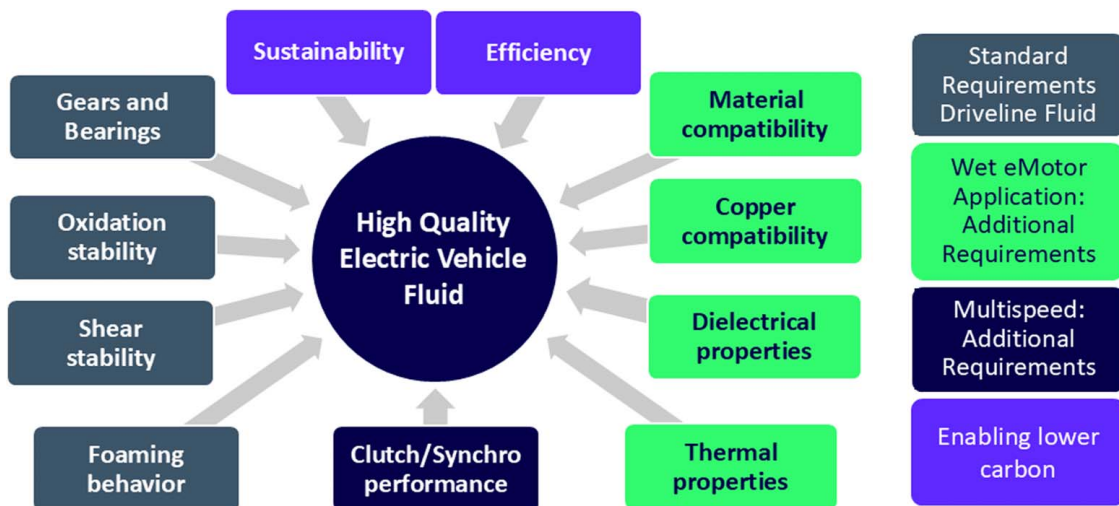 Sustainability
Efficiency
Gears and
Bearings
Oxidation
stability
Shear
stability
Foaming
behavior
High Quality
Electric Vehicle
Fluid
Clutch/Synchro
performance
Material
compatibility
Copper
compatibility
Dielectrical
properties
Thermal
properties
Standard
Requirements
Driveline Fluid
Wet eMotor
Application:
Additional
Requirements
Multispeed:
Additional
Requirements
Enabling lower
carbon